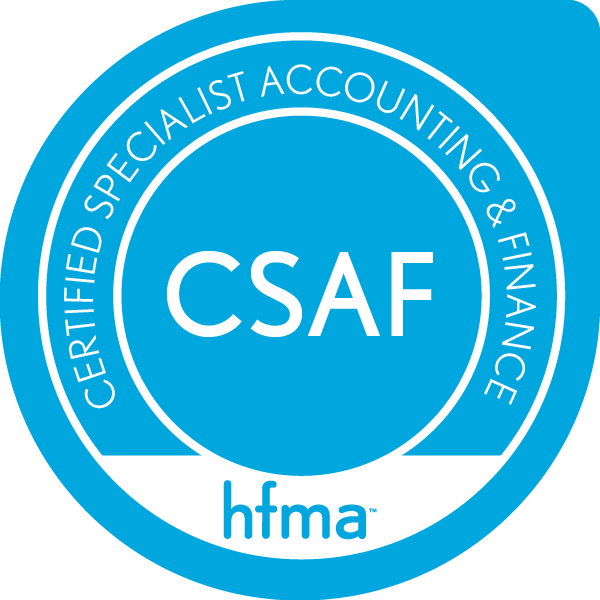 CERTIFIED SPECIALIST ACCOUNTING & FINANCE
CSAF
hfma™